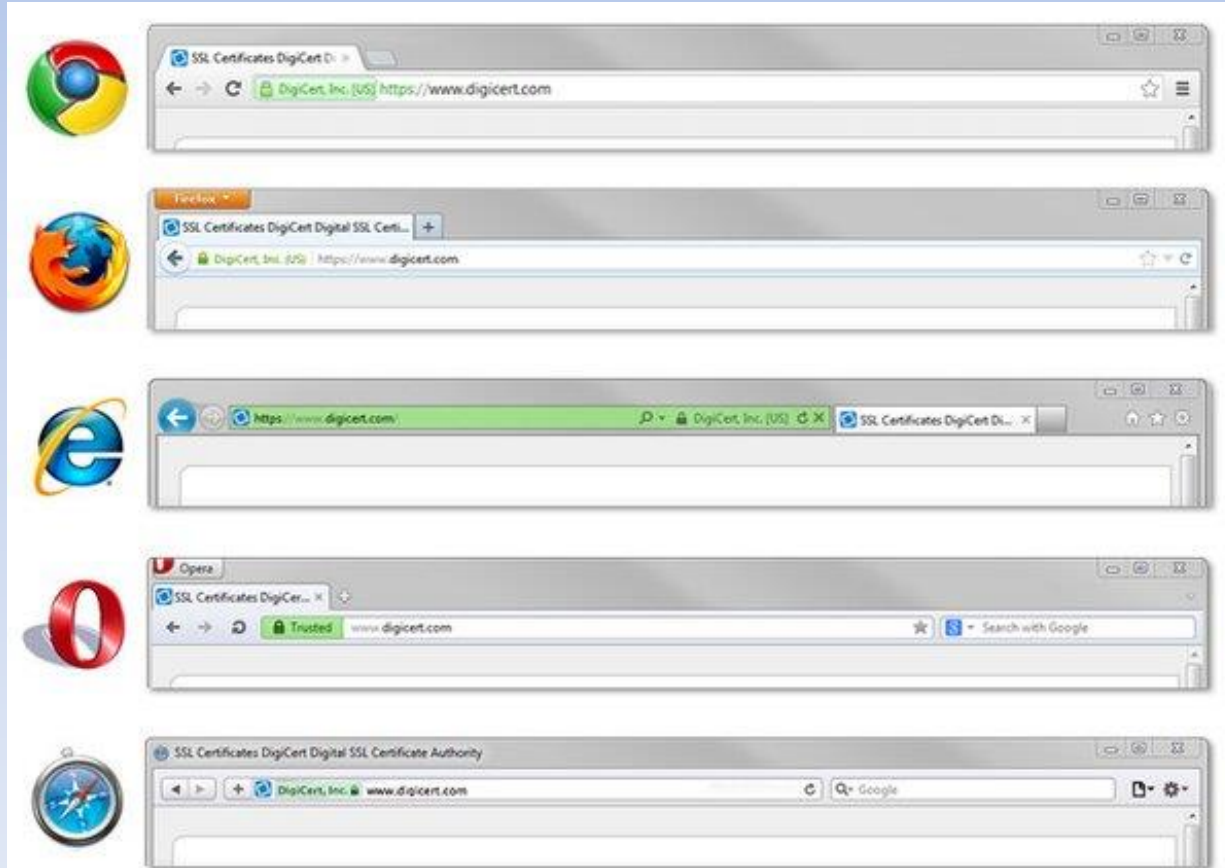 SSL Certificates DigiCert Di
DigiCert, Inc. [US] https://www.digicert.com
Firefox
SSL Certificates DigiCert Digital SSL Certi...
DigiCert, Inc. (US) https://www.digicert.com
https://www.digicert.com/ DigiCert, Inc. [US] SSL Certificates DigiCert Di...
Opera
SSL Certificates DigiCer...
Trusted www.digicert.com Search with Google
SSL Certificates DigiCert Digital SSL Certificate Authority
DigiCert, Inc. www.digicert.com Google